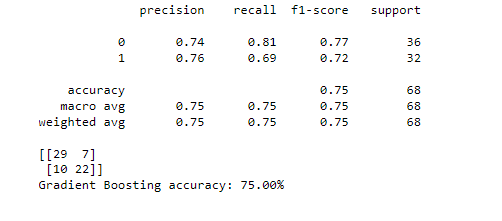 precision recall f1-score support
0 0.74 0.81 0.77 36
1 0.76 0.69 0.72 32
accuracy 0.75 68
macro avg 0.75 0.75 0.75 68
weighted avg 0.75 0.75 0.75 68
[[29 7]
[10 22]]
Gradient Boosting accuracy: 75.00%